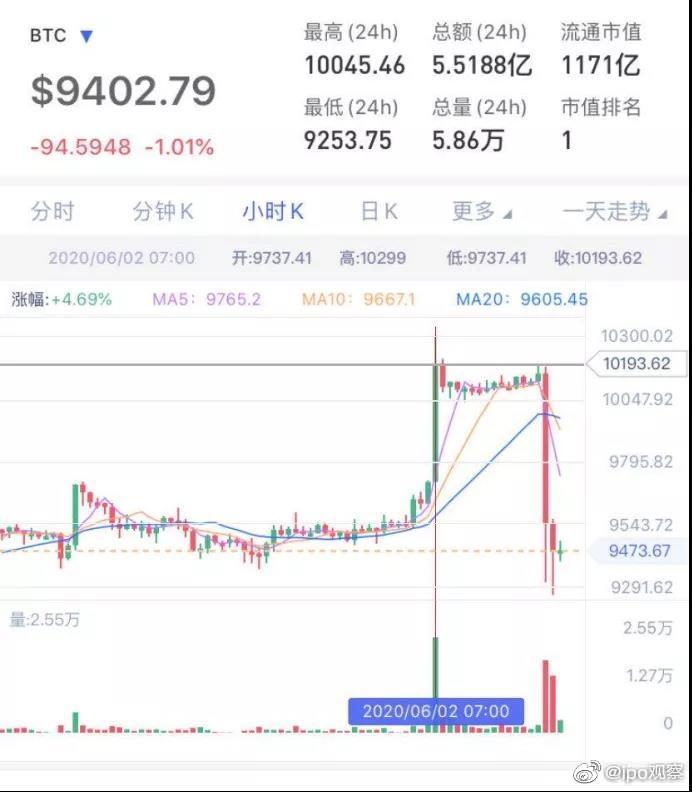 BTC
最高(24h) 总额(24h) 流通市值
10045.46 5.5188亿 1171亿
$9402.79
最低(24h) 总量(24h) 市值排名
-94.5948 -1.01% 9253.75 5.86万 1
分时 分钟K 小时K 日K 更多 一天走势
2020/06/02 07:00 开:9737.41 高:10299 低:9737.41 收:10193.62
涨幅:+4.69% MA5: 9765.2 MA10: 9667.1 MA20: 9605.45
10300.02
10193.62
10047.92
9795.82
9543.72
9473.67
9291.62
量:2.55万
2.55万
1.27万
2020/06/02 07:00
0
@ipo观察